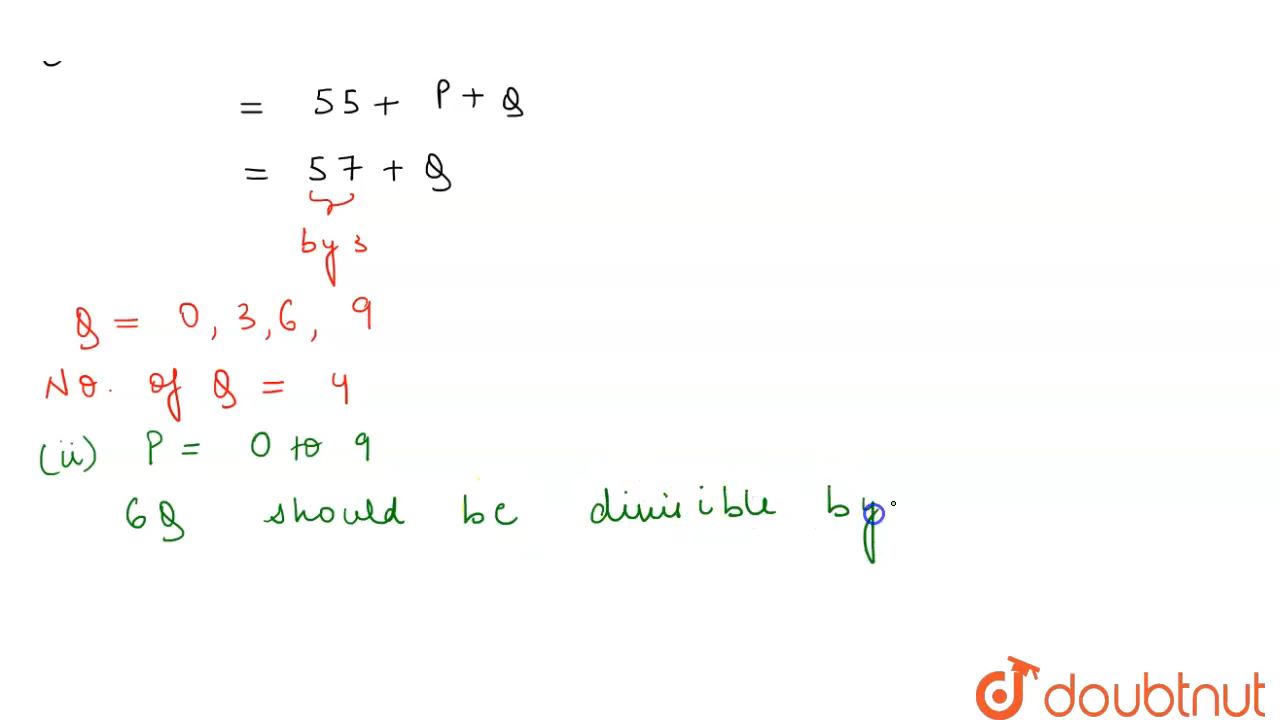 = 55 + P + Q
= 57 + Q
by 3
Q = 0, 3, 6, 9
No. of Q = 4
(ii) P = 0 to 9
6Q should be divisible by
doubtnut